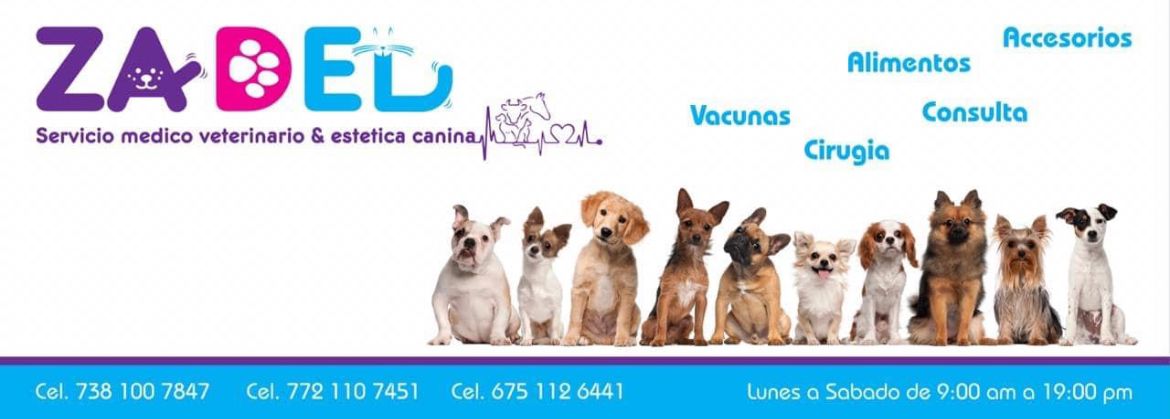 ZADEL
Servicio medico veterinario & estetica canina
Accesorios
Alimentos
Vacunas
Consulta
Cirugia
Cel. 738 100 7847 Cel. 772 110 7451 Cel. 675 112 6441 Lunes a Sabado de 9:00 am a 19:00 pm